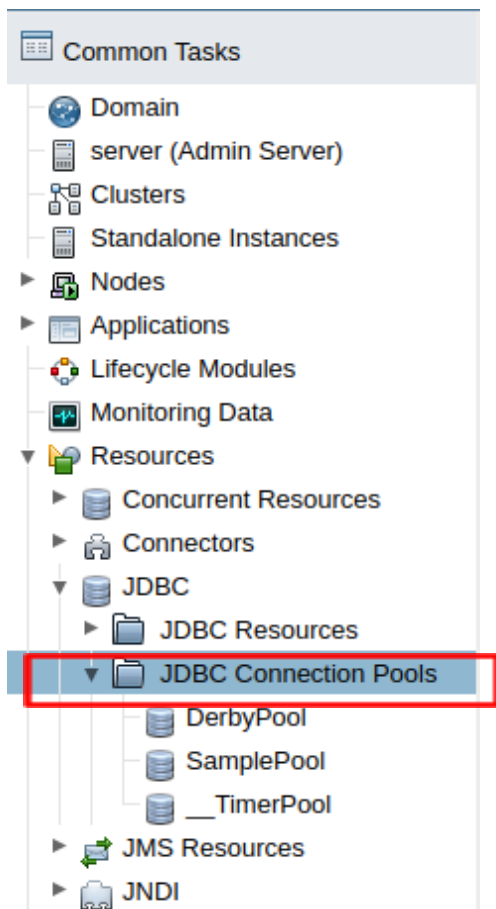 Common Tasks
Domain
server (Admin Server)
Clusters
Standalone Instances
Nodes
Applications
Lifecycle Modules
Monitoring Data
Resources
Concurrent Resources
Connectors
JDBC
JDBC Resources
JDBC Connection Pools
DerbyPool
SamplePool
__TimerPool
JMS Resources
JNDI